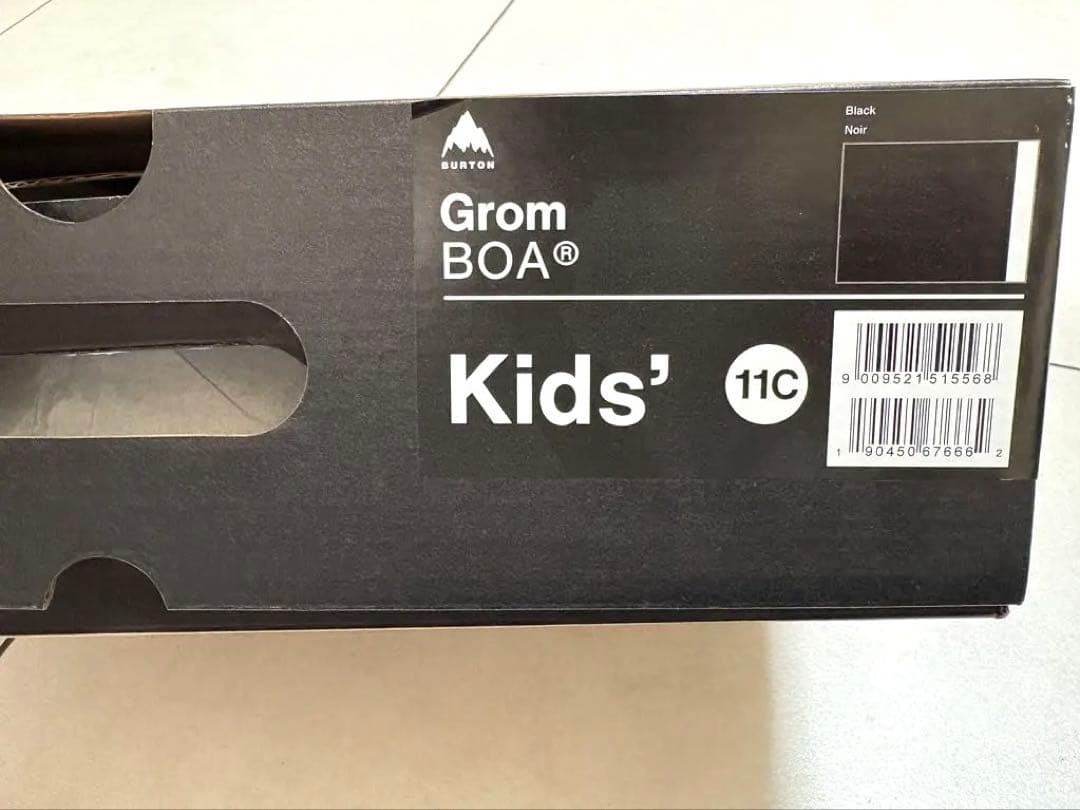 BURTON
Grom
BOA®
Black
Noir
Kids’
11C
9 009521 515568
1 90450 67666 2